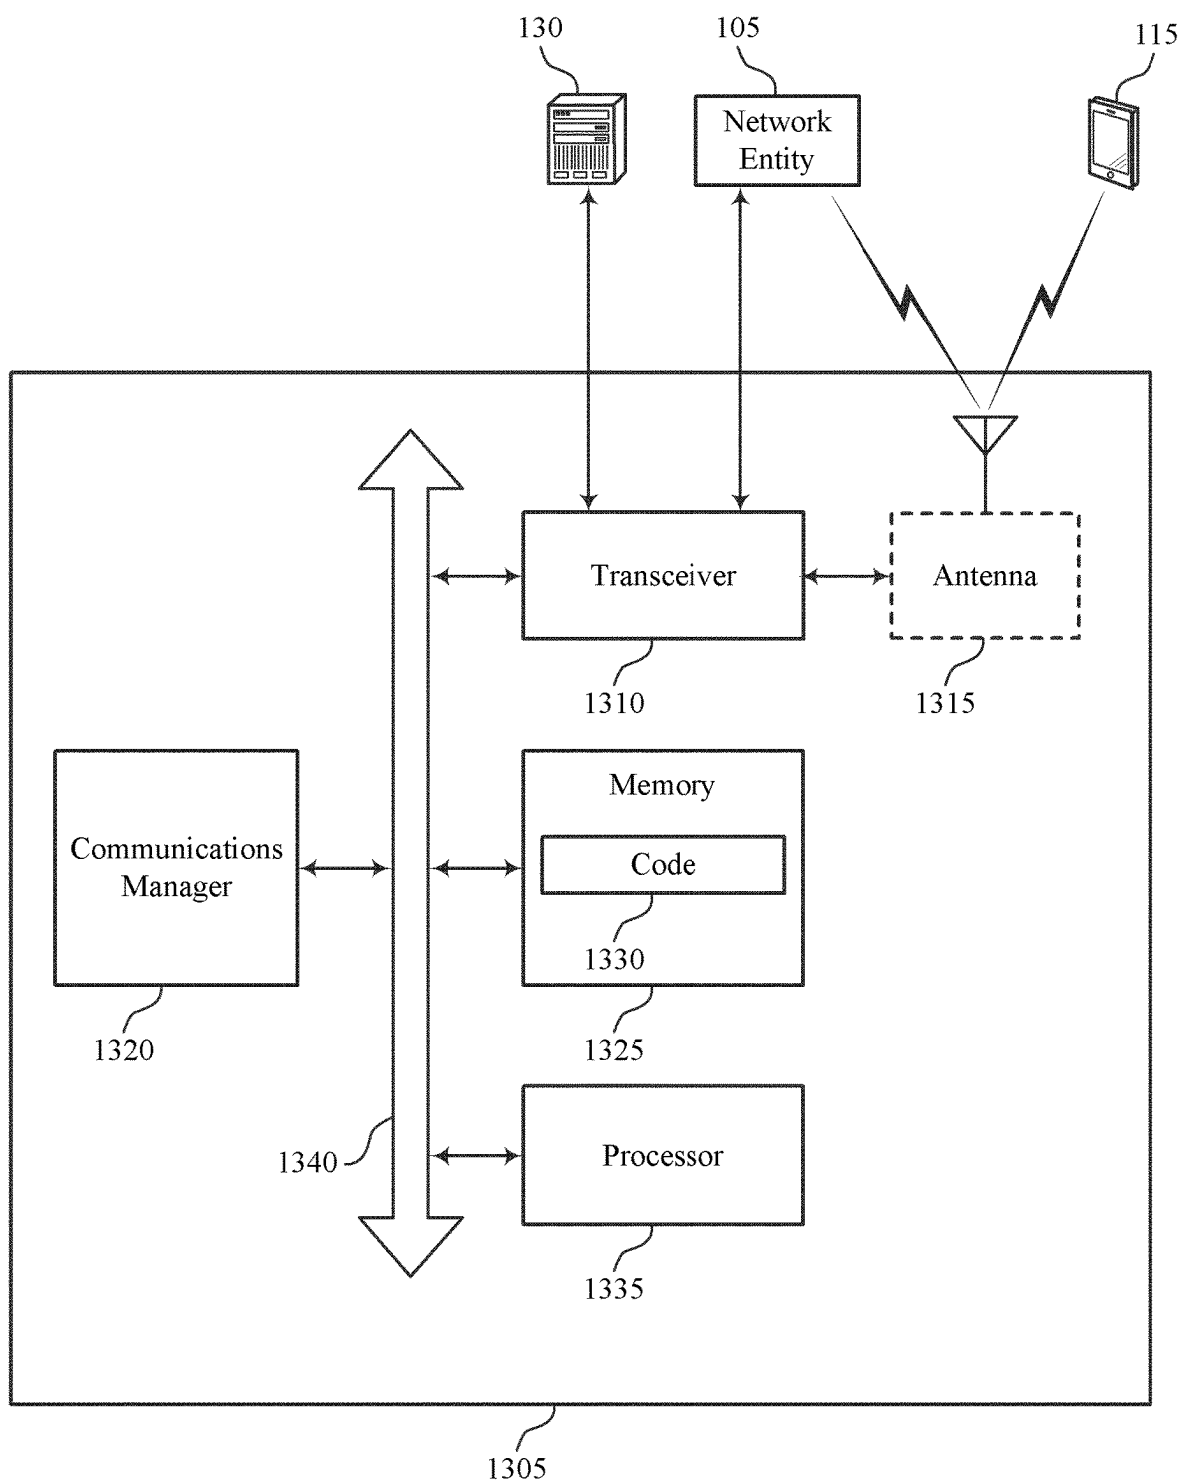 130
105
115
Network
Entity
Transceiver
Antenna
1310
1315
Memory
Communications
Manager
Code
1330
1320
1325
1340
Processor
1335
1305